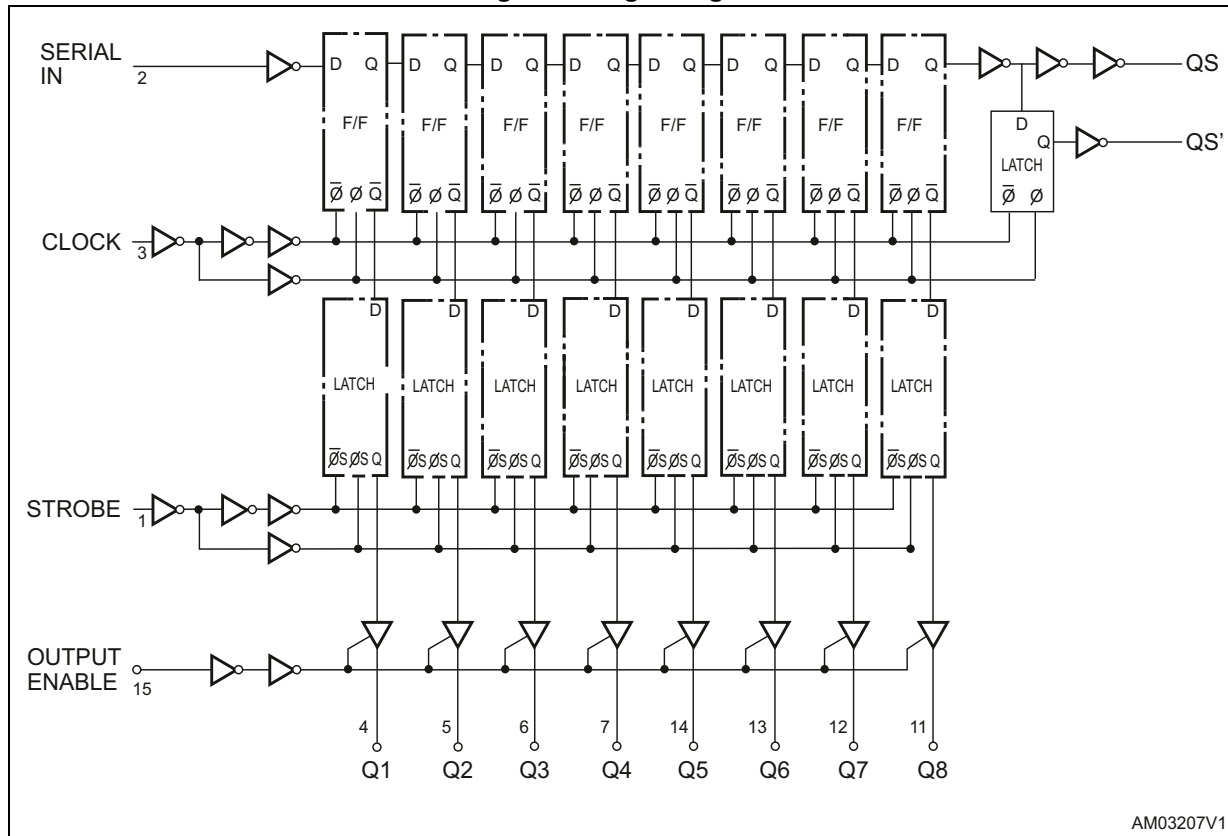 SERIAL
IN
2
D Q D Q D Q D Q D Q D Q D Q D Q
QS
F/F F/F F/F F/F F/F F/F F/F F/F
D
Q
QS'
LATCH
Ø̅ Ø Q̅ Ø̅ Ø Q̅ Ø̅ Ø Q̅ Ø̅ Ø Q̅ Ø̅ Ø Q̅ Ø̅ Ø Q̅ Ø̅ Ø Q̅ Ø̅ Ø Q̅
Ø̅ Ø
CLOCK
3
D D D D D D D D
LATCH LATCH LATCH LATCH LATCH LATCH LATCH LATCH
Ø̅S ØS Q Ø̅S ØS Q Ø̅S ØS Q Ø̅S ØS Q Ø̅S ØS Q Ø̅S ØS Q Ø̅S ØS Q Ø̅S ØS Q
STROBE
1
OUTPUT
ENABLE
15
4 5 6 7 14 13 12 11
Q1 Q2 Q3 Q4 Q5 Q6 Q7 Q8
AM03207V1